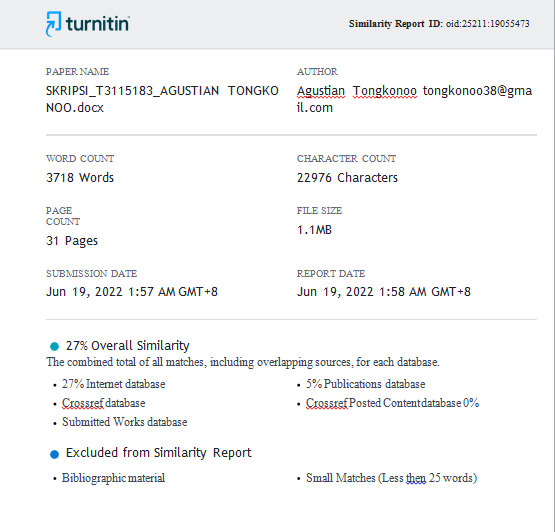 turnitin
Similarity Report ID: oid:25211:19055473
PAPER NAME
SKRIPSI_T3115183_AGUSTIAN TONGKO
NOO.docx
AUTHOR
Agustian Tongkonoo tongkonoo38@gma
il.com
WORD COUNT
3718 Words
CHARACTER COUNT
22976 Characters
PAGE
COUNT
31 Pages
FILE SIZE
1.1MB
SUBMISSION DATE
Jun 19, 2022 1:57 AM GMT+8
REPORT DATE
Jun 19, 2022 1:58 AM GMT+8
27% Overall Similarity
The combined total of all matches, including overlapping sources, for each database.
• 27% Internet database
• Crossref database
• Submitted Works database
• 5% Publications database
• Crossref Posted Content database 0%
Excluded from Similarity Report
• Bibliographic material
• Small Matches (Less then 25 words)